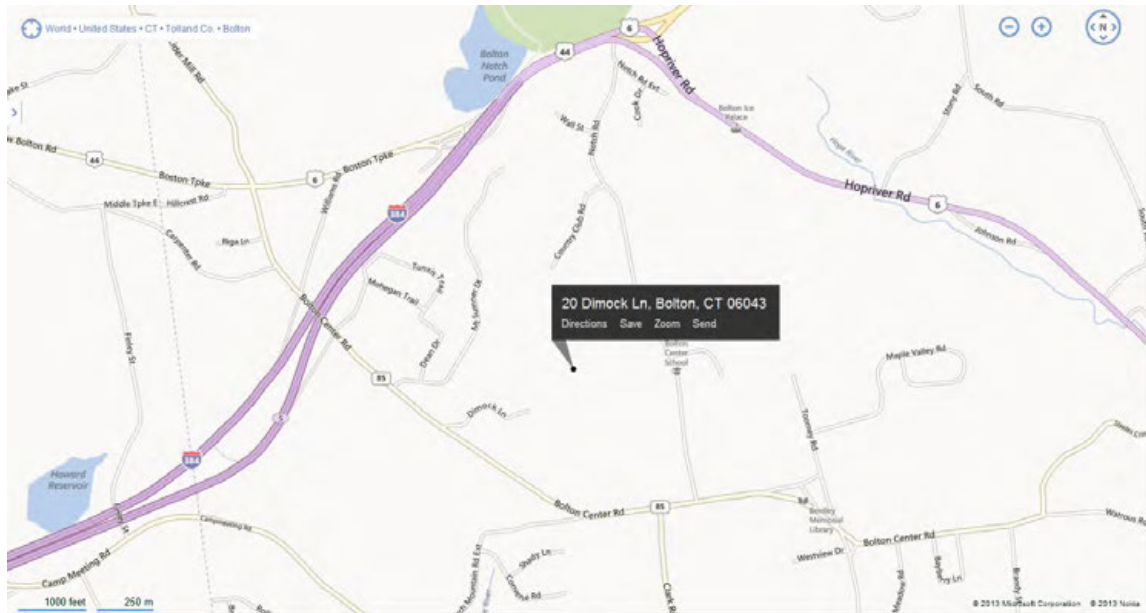 World • United States • CT • Tolland Co. • Bolton
N
6
44
Hopriver Rd
Bolton
Notch
Pond
Notch Rd Ext
Cook Dr
Wall St
Notch Rd
Bolton Ice
Palace
Stony Rd
South Rd
Hop River
44
Boston Tpke
6
Boston Tpke
Williams Rd
Middle Tpke E
Hillcrest Rd
Carpenter Rd
Riga Ln
384
Hopriver Rd
6
Johnson Rd
Country Club Rd
Tunxis Trail
Mohegan Trail
Mt Sumner Dr
Bolton Center Rd
Dean Dr
85
Finley St
6
384
20 Dimock Ln, Bolton, CT 06043
Directions Save Zoom Send
Bolton
Center
School
Maple Valley Rd
Toomey Rd
Dimock Ln
Howard
Reservoir
Bolton Center Rd
85
Bentley
Memorial
Library
Bolton Center Rd
Watrous Rd
Westview Dr
Shady Ln
Clark Rd
Camp Meeting Rd
1000 feet 250 m
© 2013 Microsoft Corporation © 2013 Nokia